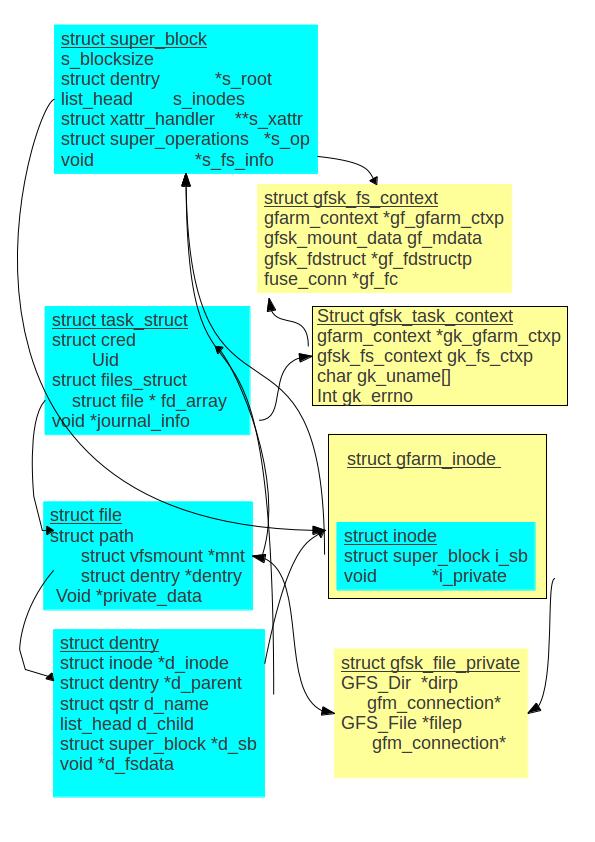 struct super_block
s_blocksize
struct dentry *s_root
list_head s_inodes
struct xattr_handler **s_xattr
struct super_operations *s_op
void *s_fs_info
struct gfsk_fs_context
gfarm_context *gf_gfarm_ctxp
gfsk_mount_data gf_mdata
gfsk_fdstruct *gf_fdstructp
fuse_conn *gf_fc
struct task_struct
struct cred
Uid
struct files_struct
struct file * fd_array
void *journal_info
Struct gfsk_task_context
gfarm_context *gk_gfarm_ctxp
gfsk_fs_context gk_fs_ctxp
char gk_uname[]
Int gk_errno
struct gfarm_inode
struct inode
struct super_block i_sb
void *i_private
struct file
struct path
struct vfsmount *mnt
struct dentry *dentry
Void *private_data
struct dentry
struct inode *d_inode
struct dentry *d_parent
struct qstr d_name
list_head d_child
struct super_block *d_sb
void *d_fsdata
struct gfsk_file_private
GFS_Dir *dirp
gfm_connection*
GFS_File *filep
gfm_connection*